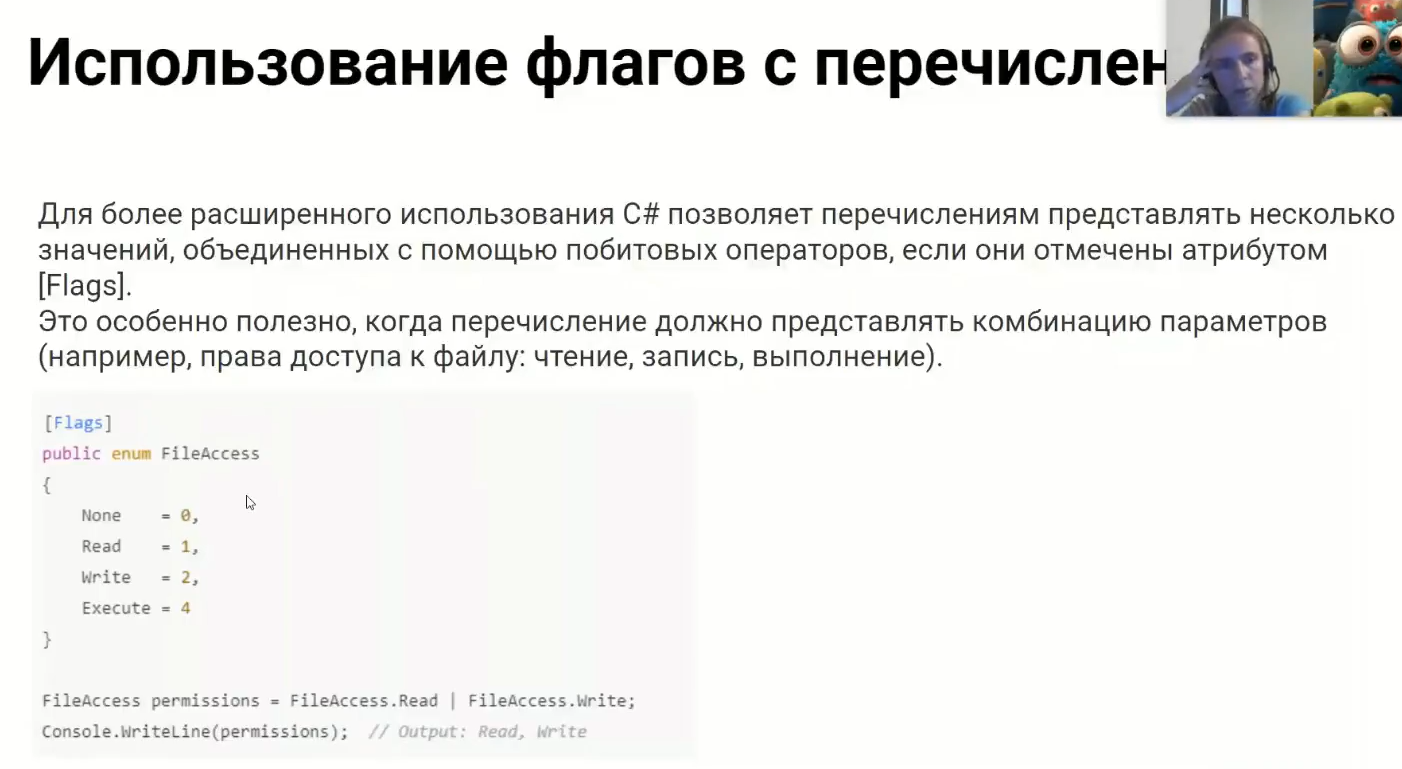 Использование флагов с перечислен
Для более расширенного использования C# позволяет перечислениям представлять несколько
значений, объединенных с помощью побитовых операторов, если они отмечены атрибутом
[Flags].
Это особенно полезно, когда перечисление должно представлять комбинацию параметров
(например, права доступа к файлу: чтение, запись, выполнение).
[Flags]
public enum FileAccess
{
    None    = 0,
    Read    = 1,
    Write   = 2,
    Execute = 4
}
FileAccess permissions = FileAccess.Read | FileAccess.Write;
Console.WriteLine(permissions);  // Output: Read, Write